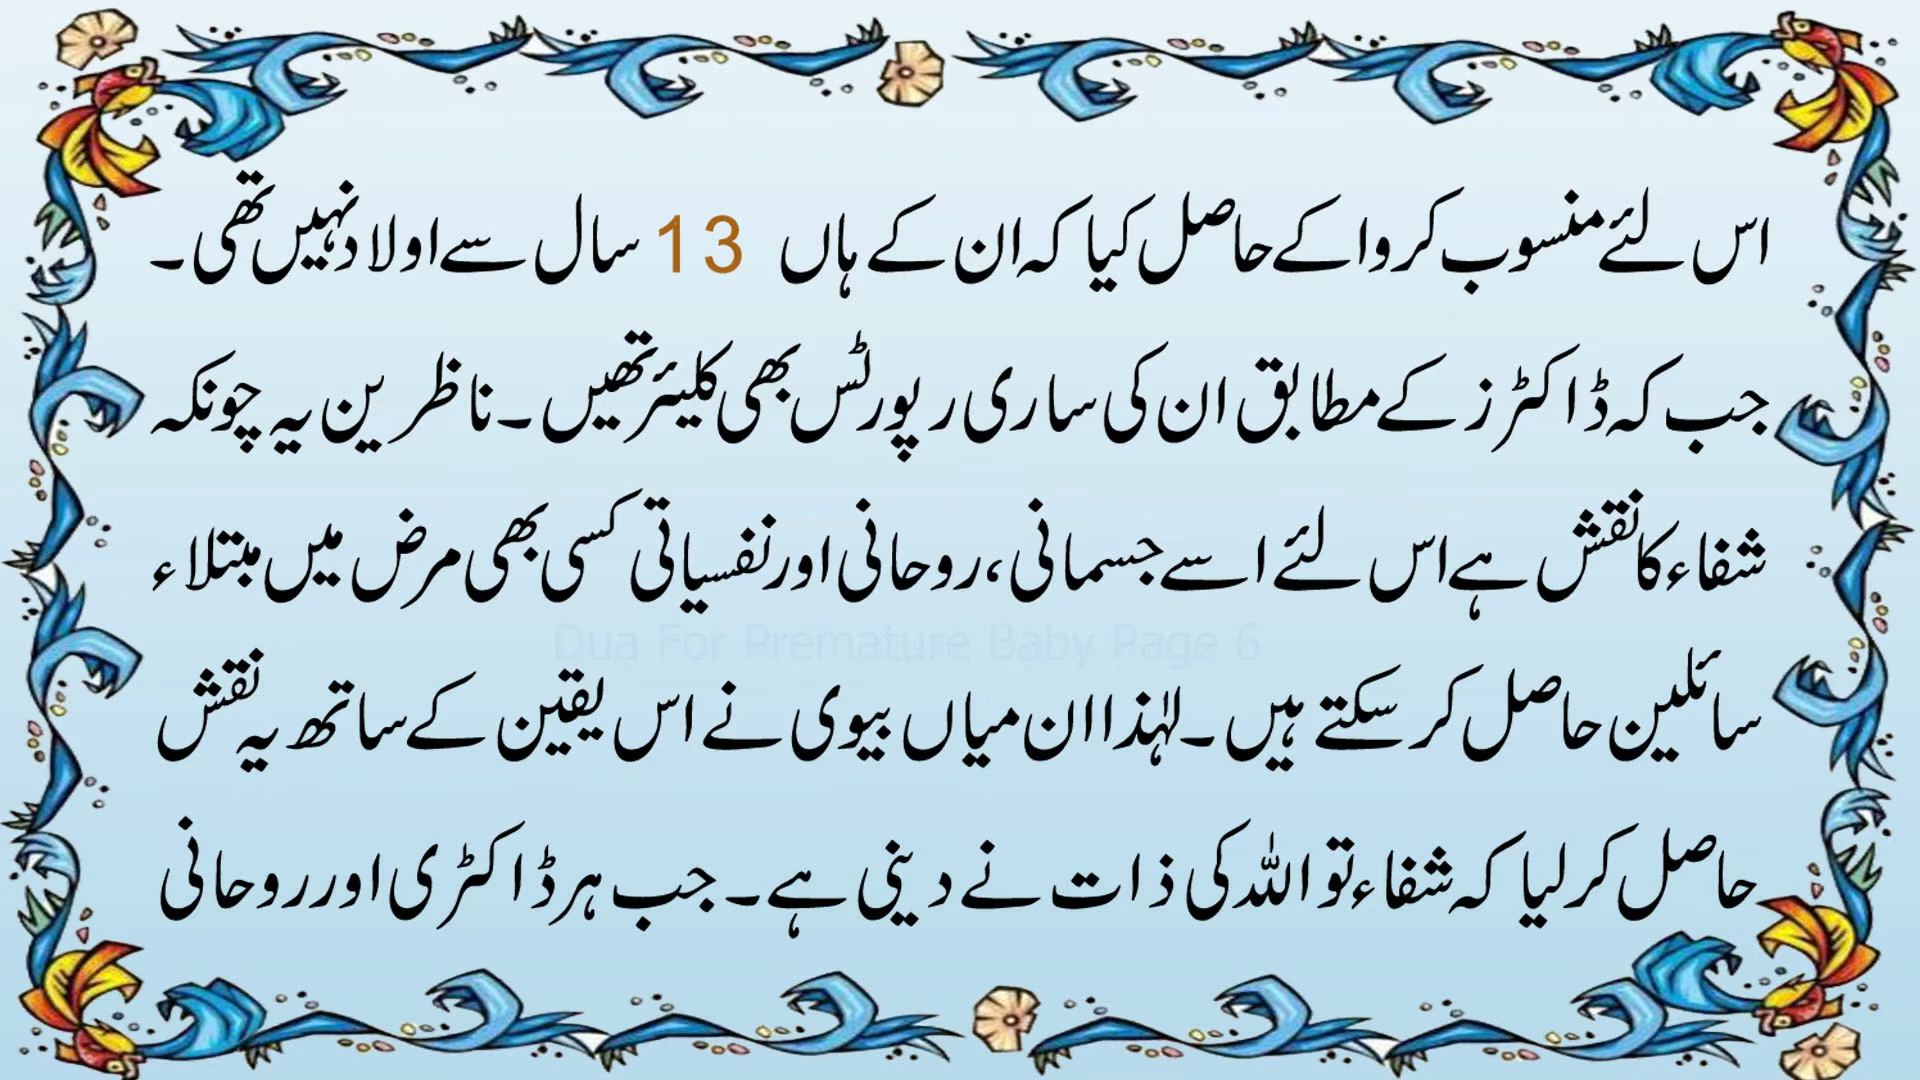 اس لئے منسوب کروا کے حاصل کیا کہ ان کے ہاں 13 سال سے اولاد نہیں تھی۔
جب کہ ڈاکٹرز کے مطابق ان کی ساری رپورٹس بھی کلیئر تھیں۔ ناظرین یہ چونکہ
شفاء کا نقش ہے اس لئے اسے جسمانی، روحانی اور نفسیاتی کسی بھی مرض میں مبتلاء
Dua For Premature Baby Page 6
سائلین حاصل کر سکتے ہیں۔ لہٰذا ان میاں بیوی نے اس یقین کے ساتھ یہ نقش
حاصل کر لیا کہ شفاء تو اللہ کی ذات نے دینی ہے۔ جب ہر ڈاکٹری اور روحانی